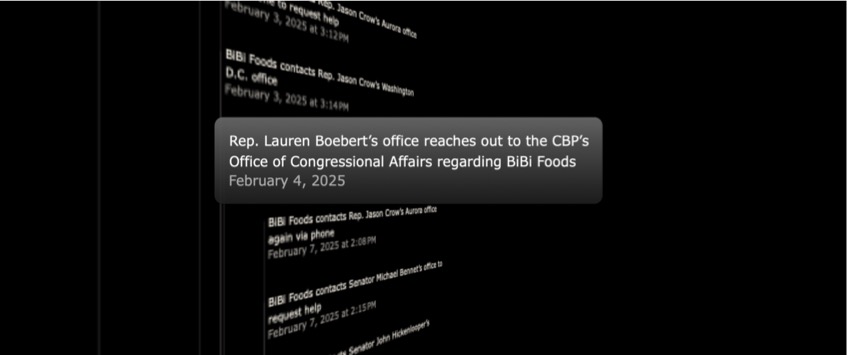 to request help
Rep. Jason Crow's Aurora office
February 3, 2025 at 3:12PM
BiBi Foods contacts Rep. Jason Crow's Washington
D.C. office
February 3, 2025 at 3:14PM
Rep. Lauren Boebert's office reaches out to the CBP's
Office of Congressional Affairs regarding BiBi Foods
February 4, 2025
BiBi Foods contacts Rep. Jason Crow's Aurora office
again via phone
February 7, 2025 at 2:08PM
BiBi Foods contacts Senator Michael Bennet's office to
request help
February 7, 2025 at 2:15PM
Senator John Hickenlooper's